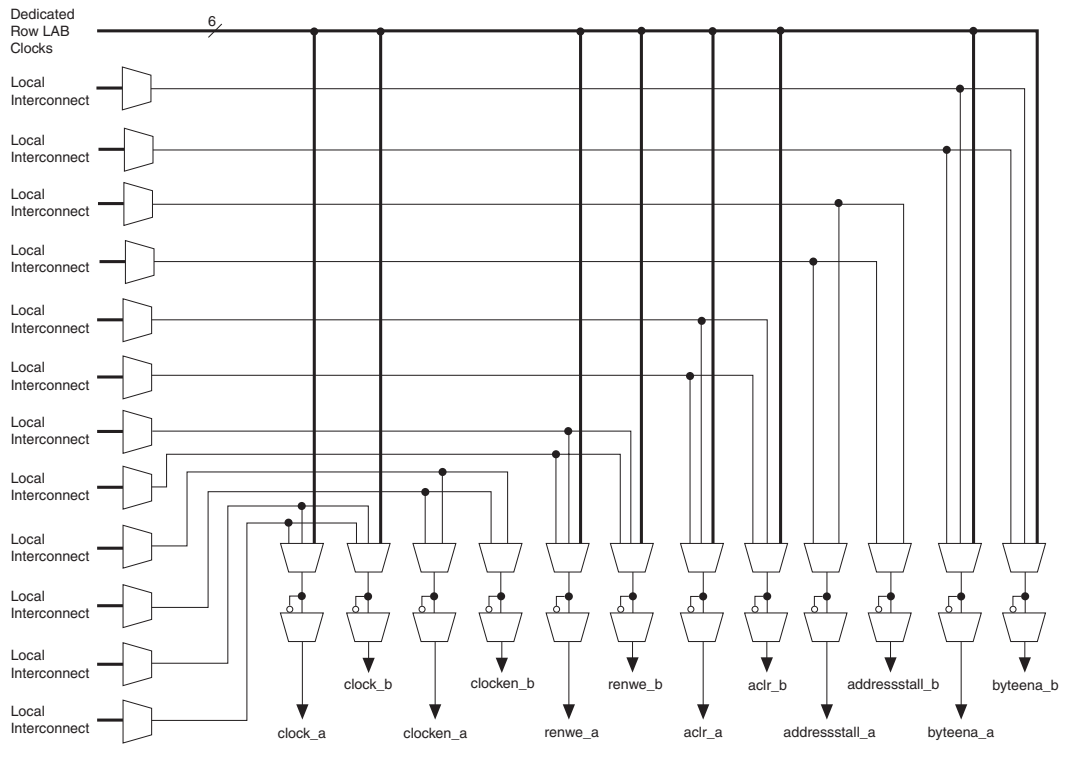 Dedicated
Row LAB
Clocks
6
Local
Interconnect
Local
Interconnect
Local
Interconnect
Local
Interconnect
Local
Interconnect
Local
Interconnect
Local
Interconnect
Local
Interconnect
Local
Interconnect
Local
Interconnect
Local
Interconnect
Local
Interconnect
clock_b
clocken_b
renwe_b
aclr_b
addressstall_b
byteena_b
clock_a
clocken_a
renwe_a
aclr_a
addressstall_a
byteena_a